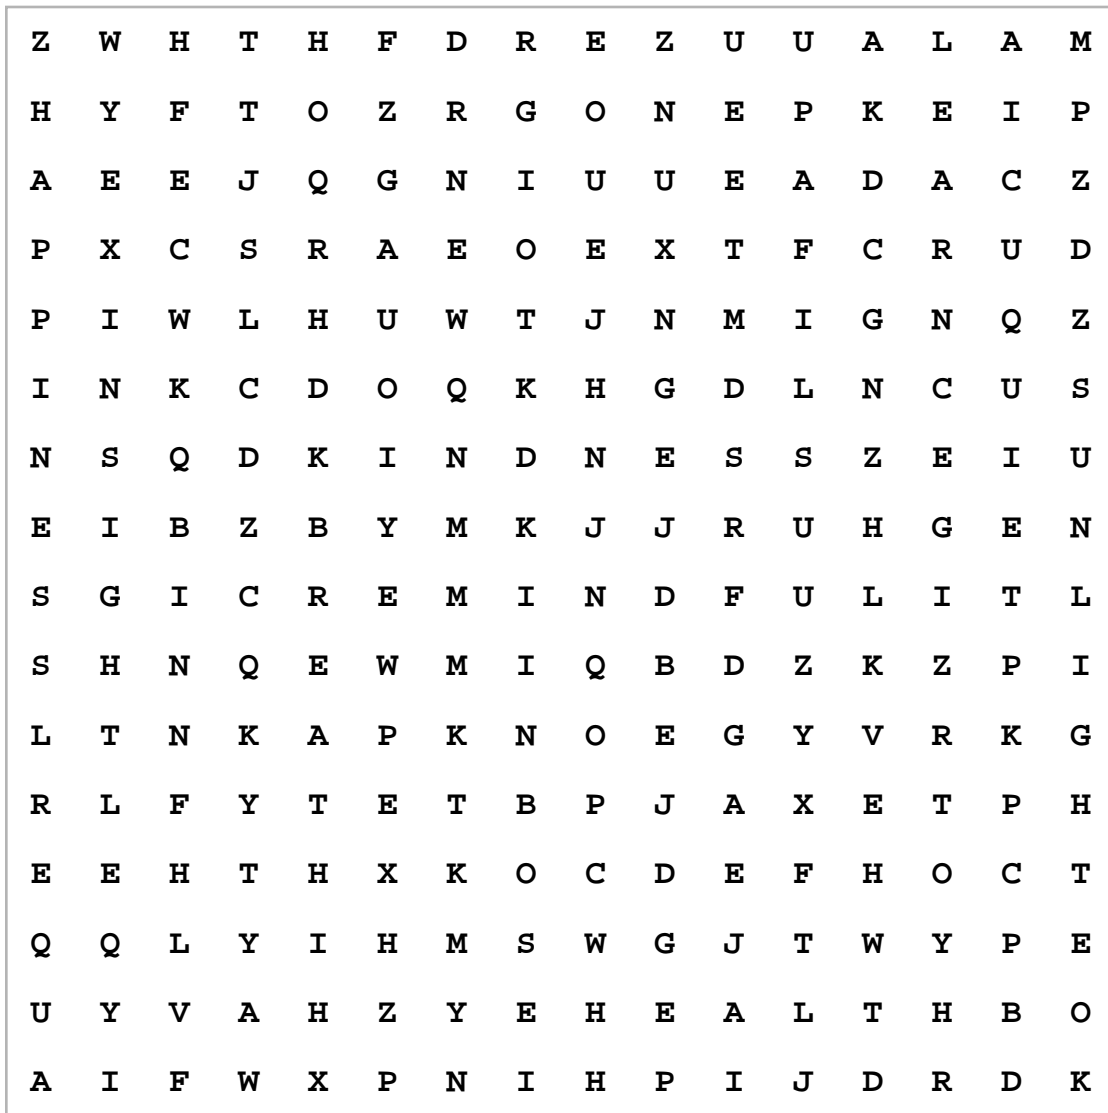 Z W H T H F D R E Z U U A L A M
H Y F T O Z R G O N E P K E I P
A E E J Q G N I U U E A D A C Z
P X C S R A E O E X T F C R U D
P I W L H U W T J N M I G N Q Z
I N K C D O Q K H G D L N C U S
N S Q D K I N D N E S S Z E I U
E I B Z B Y M K J J R U H G E N
S G I C R E M I N D F U L I T L
S H N Q E W M I Q B D Z K Z P I
L T N K A P K N O E G Y V R K G
R L F Y T E T B P J A X E T P H
E E H T H X K O C D E F H O C T
Q Q L Y I H M S W G J T W Y P E
U Y V A H Z Y E H E A L T H B O
A I F W X P N I H P I J D R D K